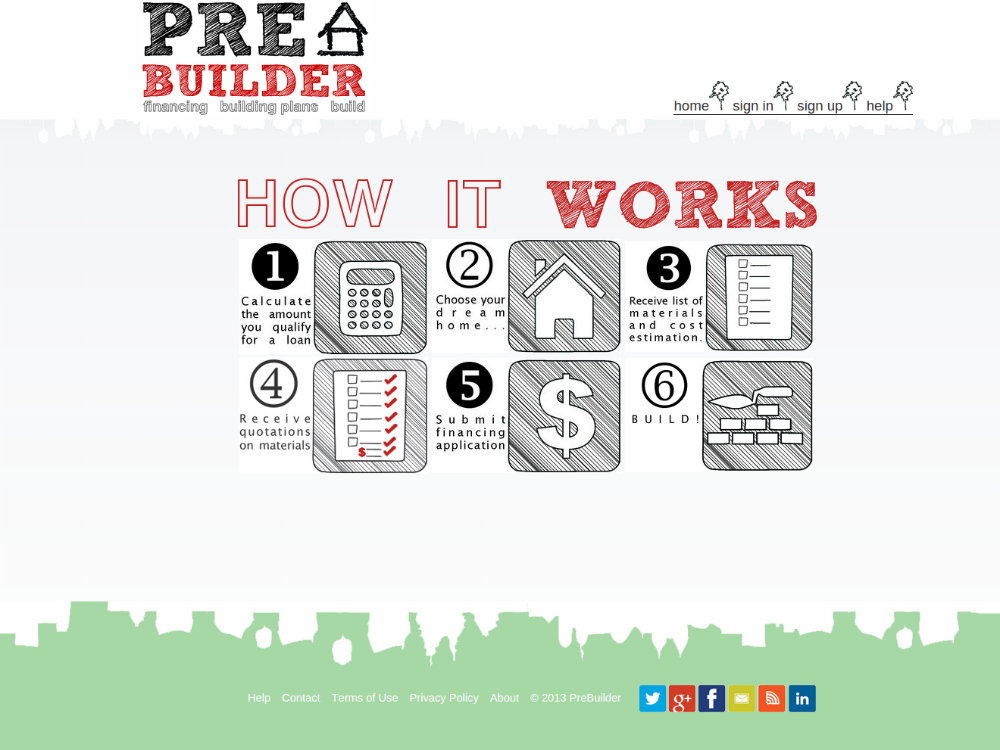 PRE
BUILDER
financing building plans build
home sign in sign up help
HOW IT WORKS
1
Calculate
the amount
you qualify
for a loan
2
Choose your
dream
home...
3
Receive list of
materials
and cost
estimation.
4
Receive
quotations
on materials
$
5
Submit
financing
application
$
6
BUILD!
Help Contact Terms of Use Privacy Policy About © 2013 PreBuilder
g+ f in